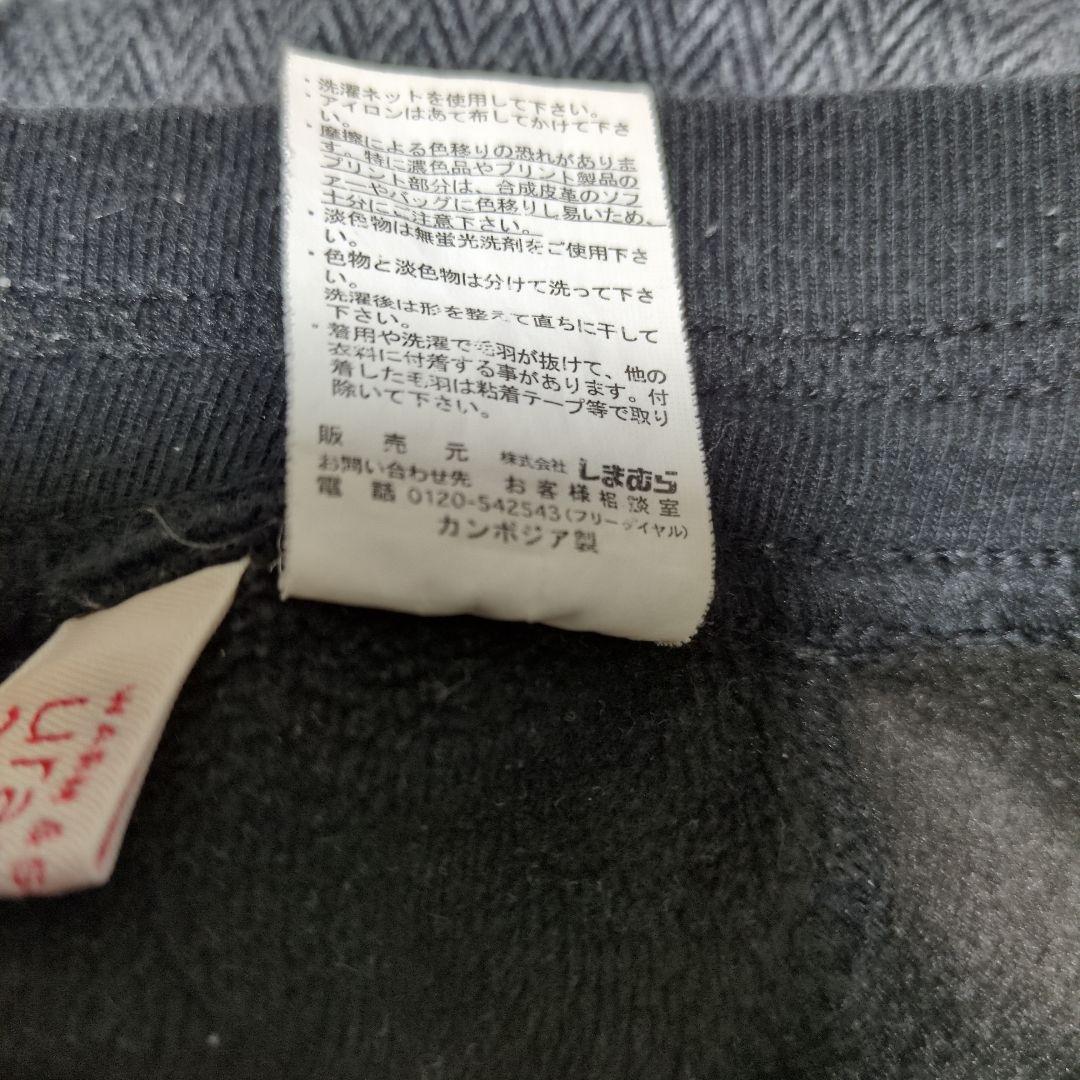 ・洗濯ネットを使用して下さい。
・アイロンはあて布してかけて下さ
い。
・摩擦による色移りの恐れがありま
す。特に濃色品やプリント製品の
プリント部分は、合成皮革のソフ
アーやバッグに色移りし易いため、
十分にご注意下さい。
・淡色物は無蛍光洗剤をご使用下さ
い。
・色物と淡色物は分けて洗って下さ
い。
洗濯後は形を整えて直ちに干して
下さい。
・着用や洗濯で毛羽が抜けて、他の
衣料に付着する事があります。付
着した毛羽は粘着テープ等で取り
除いて下さい。
販売元 株式会社 しまむら
お問い合わせ先 お客様相談室
電話 0120-542543(フリーダイヤル)
カンボジア製
WARM
ura